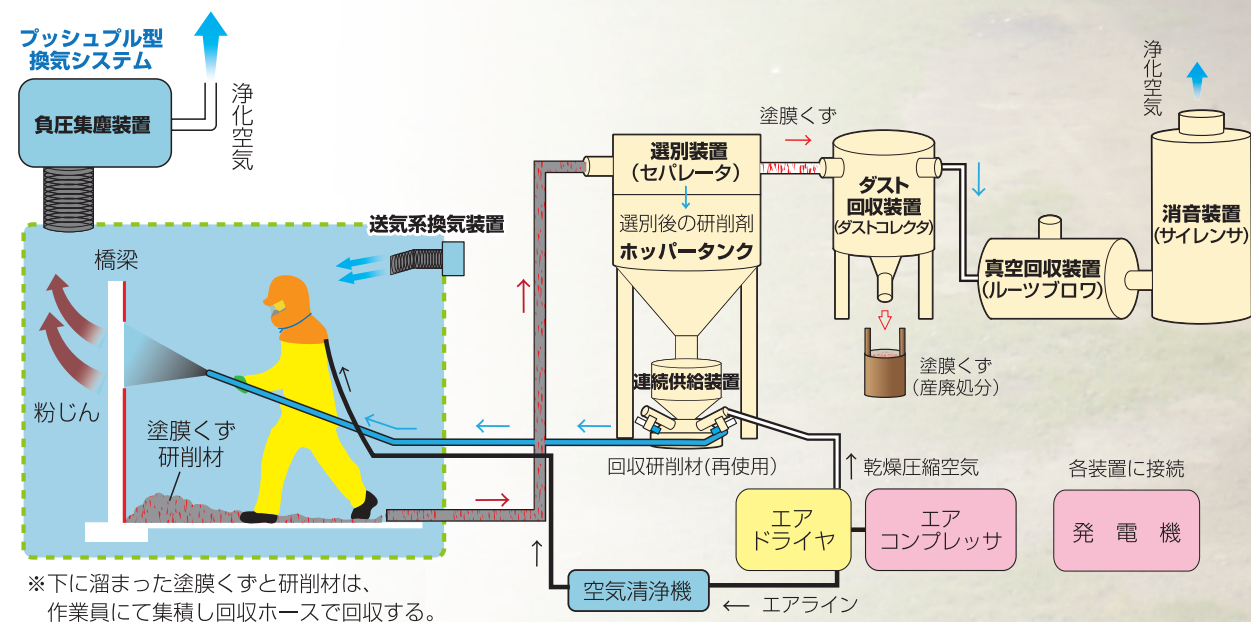 プッシュプル型
換気システム
負圧集塵装置
浄化空気
送気系換気装置
橋梁
粉じん
塗膜くず
研削材
※下に溜まった塗膜くずと研削材は、
作業員にて集積し回収ホースで回収する。
選別装置
(セパレータ)
選別後の研削剤
ホッパータンク
連続供給装置
回収研削材(再使用)
塗膜くず
ダスト
回収装置
(ダストコレクタ)
塗膜くず
(産廃処分)
真空回収装置
(ルーツブロワ)
浄化空気
消音装置
(サイレンサ)
乾燥圧縮空気
エア
ドライヤ
エア
コンプレッサ
各装置に接続
発電機
空気清浄機
エアライン